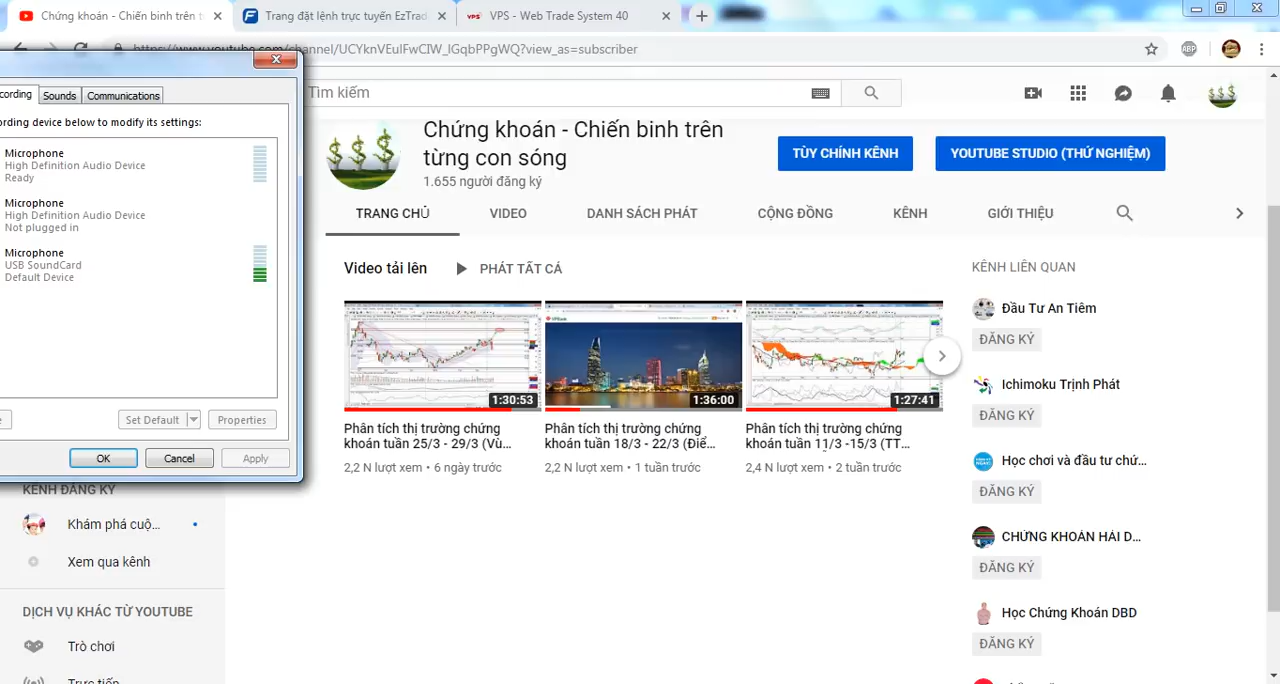 Chứng khoán - Chiến binh trên t
Trang đặt lệnh trực tuyến EzTrad
VPS - Web Trade System 40
https://www.youtube.com/channel/UCYknVEulFwCIW_IGqbPPgWQ?view_as=subscriber
cording
Sounds
Communications
rding device below to modify its settings:
Microphone
High Definition Audio Device
Ready
Microphone
High Definition Audio Device
Not plugged in
Microphone
USB SoundCard
Default Device
Set Default
Properties
OK
Cancel
Apply
Tìm kiếm
ABP
Chứng khoán - Chiến binh trên
từng con sóng
1.655 người đăng ký
TÙY CHỈNH KÊNH
YOUTUBE STUDIO (THỬ NGHIỆM)
TRANG CHỦ
VIDEO
DANH SÁCH PHÁT
CỘNG ĐỒNG
KÊNH
GIỚI THIỆU
Video tải lên
PHÁT TẤT CẢ
1:30:53
1:36:00
1:27:41
Phân tích thị trường chứng
khoán tuần 25/3 - 29/3 (Vù...
2,2 N lượt xem • 6 ngày trước
Phân tích thị trường chứng
khoán tuần 18/3 - 22/3 (Điể...
2,2 N lượt xem • 1 tuần trước
Phân tích thị trường chứng
khoán tuần 11/3 -15/3 (TT...
2,4 N lượt xem • 2 tuần trước
KÊNH LIÊN QUAN
Đầu Tư An Tiêm
ĐĂNG KÝ
Ichimoku Trịnh Phát
ĐĂNG KÝ
Học chơi và đầu tư chứ...
ĐĂNG KÝ
CHỨNG KHOÁN HẢI D...
ĐĂNG KÝ
Học Chứng Khoán DBD
ĐĂNG KÝ
KÊNH ĐĂNG KÝ
Khám phá cuộ...
Xem qua kênh
DỊCH VỤ KHÁC TỪ YOUTUBE
Trò chơi
Trực tiếp